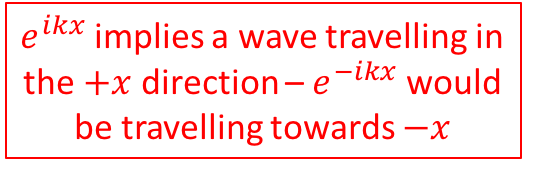 e^{ikx} implies a wave travelling in
the +x direction – e^{−ikx} would
be travelling towards −x